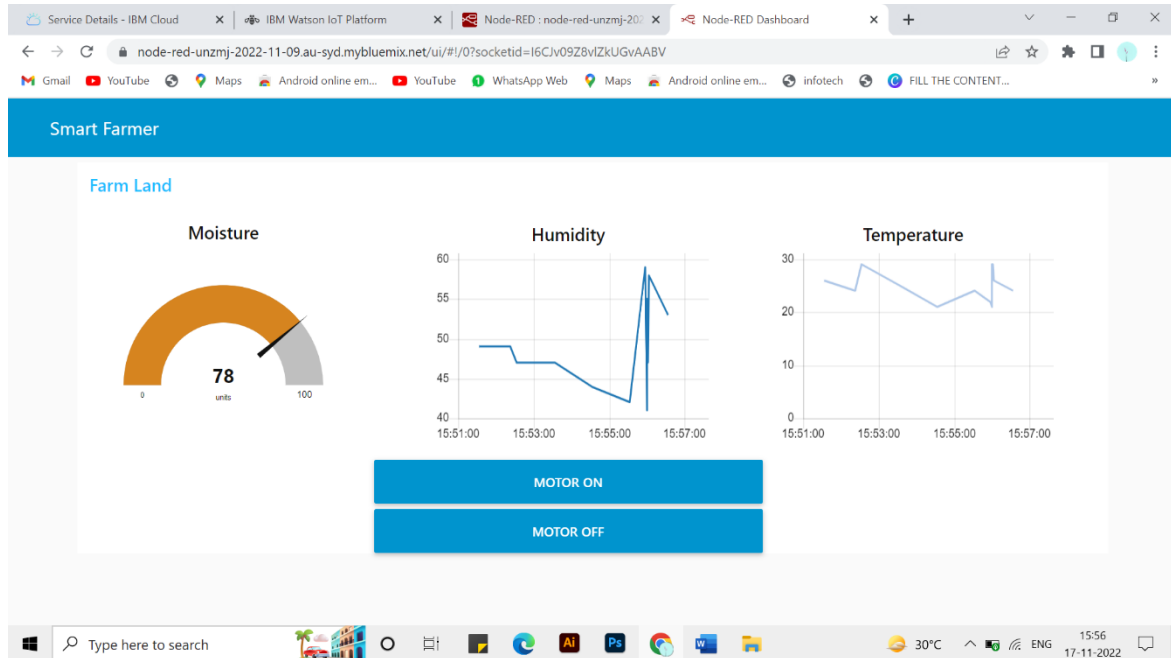 Service Details - IBM Cloud
IBM Watson IoT Platform
Node-RED : node-red-unzmj-202
Node-RED Dashboard
node-red-unzmj-2022-11-09.au-syd.mybluemix.net/ui/#!/0?socketid=I6CJv09Z8vIZkUGvAABV
Gmail YouTube Maps Android online em... YouTube WhatsApp Web Maps Android online em... infotech FILL THE CONTENT... »
Smart Farmer
Farm Land
Moisture
78
units
0
100
Humidity
60
55
50
45
40
15:51:00 15:53:00 15:55:00 15:57:00
Temperature
30
20
10
0
15:51:00 15:53:00 15:55:00 15:57:00
MOTOR ON
MOTOR OFF
Type here to search
Ai
Ps
W
30°C
ENG
15:56
17-11-2022